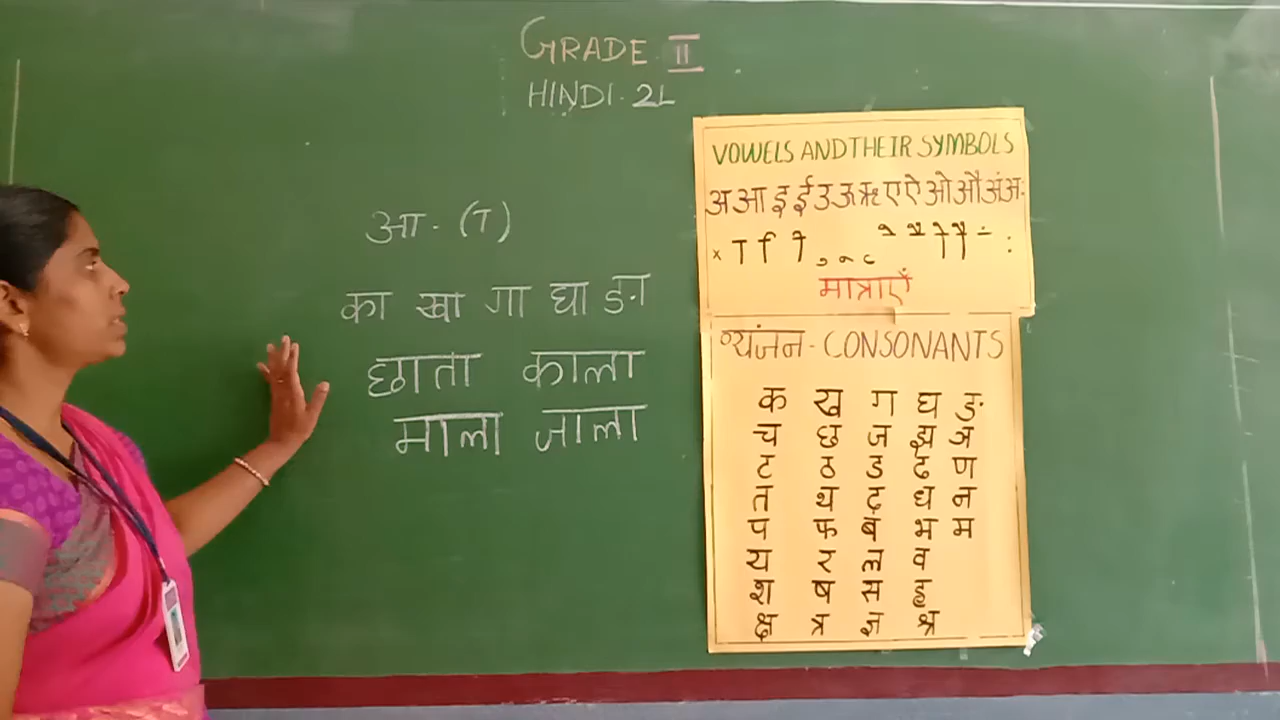 GRADE II
HINDI. 2L
आ - (ा)
का खा गा घा ङा
छाता काला
माला जाला
VOWELS AND THEIR SYMBOLS
अ आ इ ई उ ऊ ऋ ए ऐ ओ औ अं अः
x ा ि ी ु ू ृ े ै ो ौ ं :
मात्राएँ
व्यंजन - CONSONANTS
क ख ग घ ङ
च छ ज झ ञ
ट ठ ड ढ ण
त थ द ध न
प फ ब भ म
य र ल व
श ष स ह
क्ष त्र ज्ञ श्र